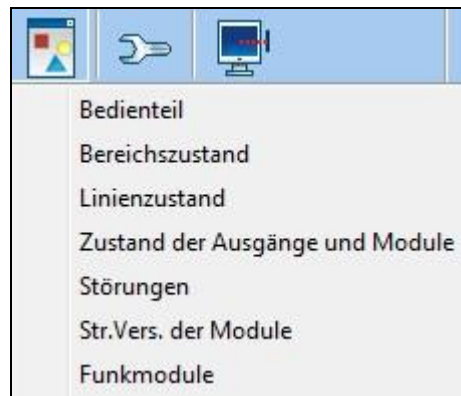 Bedienteil
Bereichszustand
Linienzustand
Zustand der Ausgänge und Module
Störungen
Str.Vers. der Module
Funkmodule